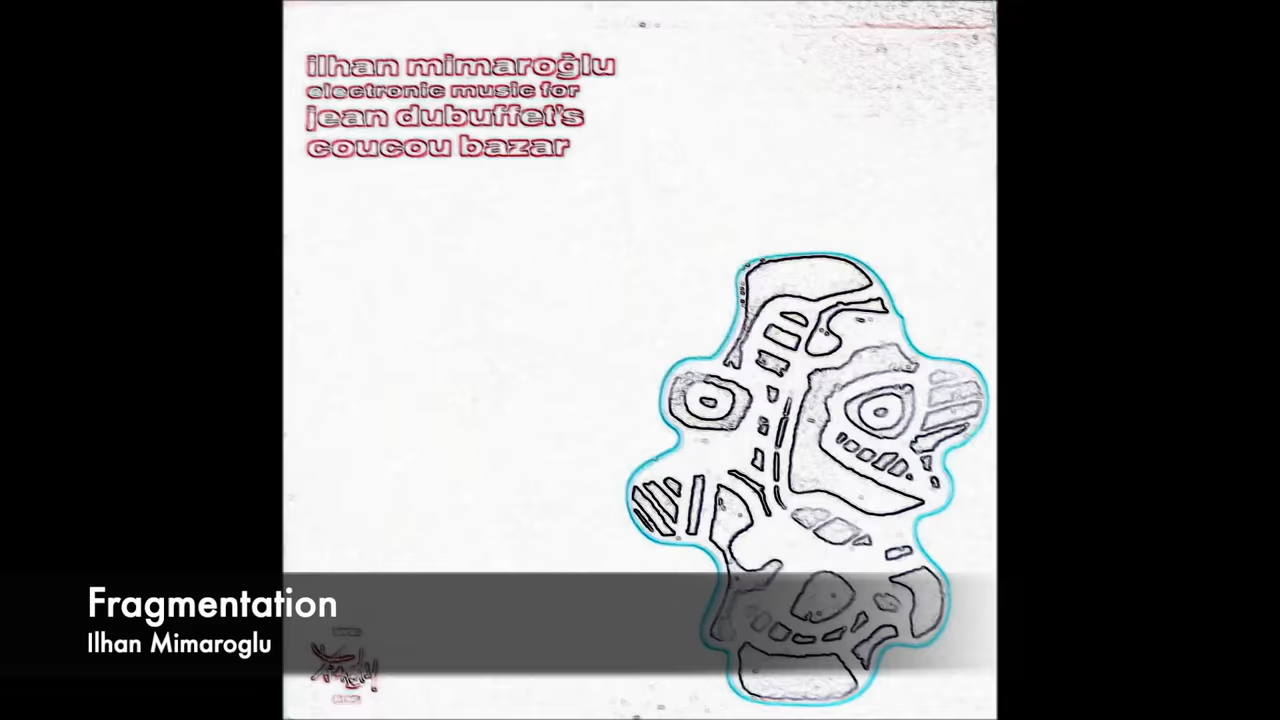 ilhan mimaroğlu
electronic music for
jean dubuffet's
coucou bazar
Fragmentation
Ilhan Mimaroglu